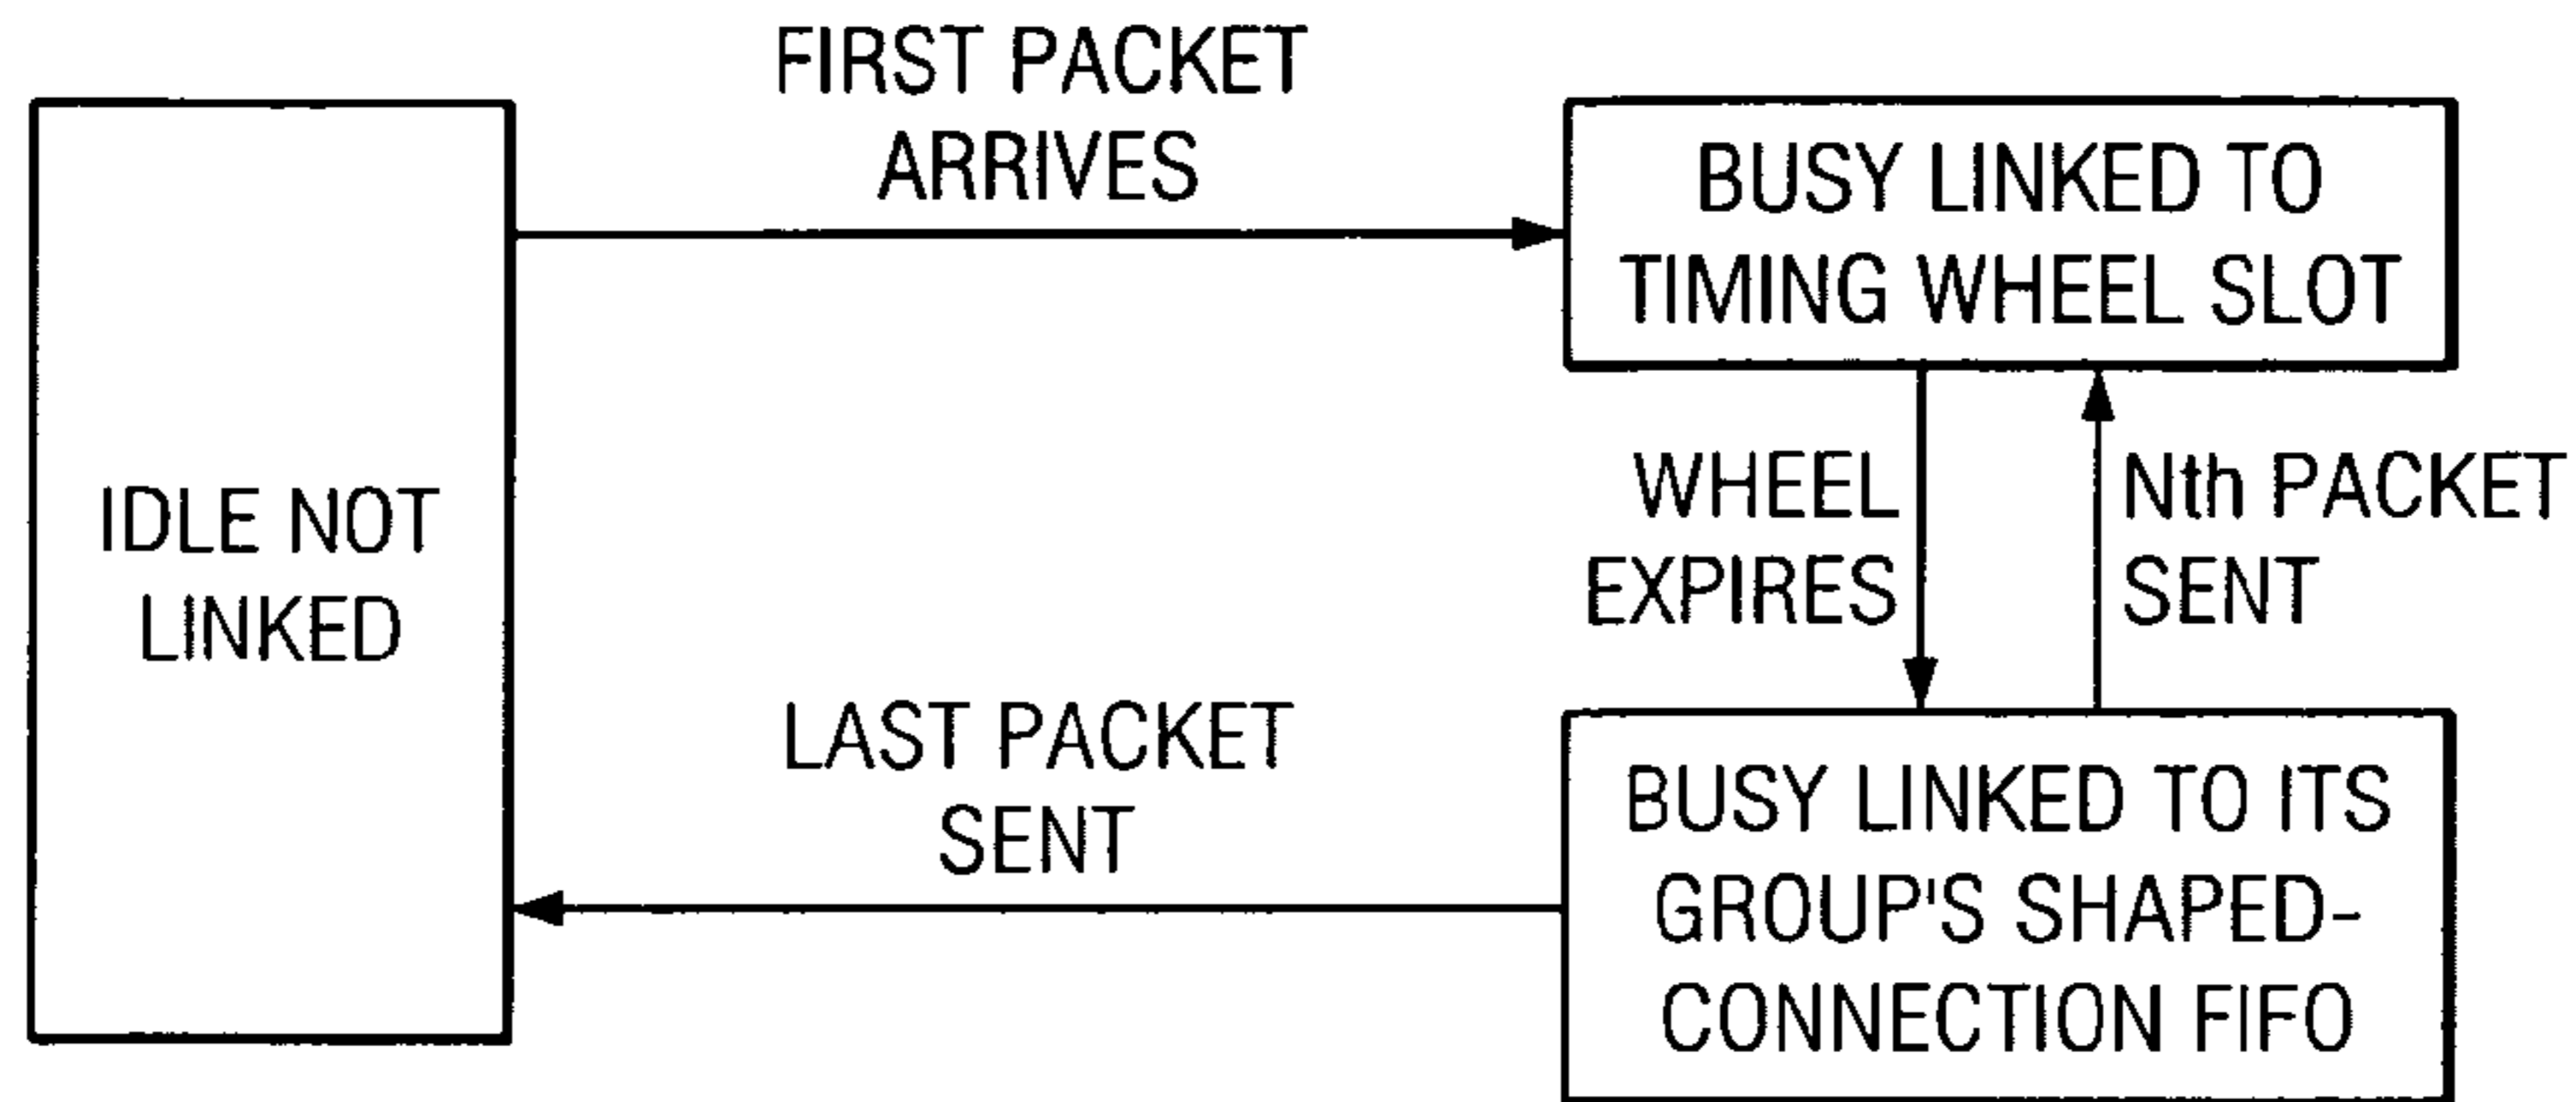 FIRST PACKET
ARRIVES
BUSY LINKED TO
TIMING WHEEL SLOT
IDLE NOT
LINKED
WHEEL
EXPIRES
Nth PACKET
SENT
LAST PACKET
SENT
BUSY LINKED TO ITS
GROUP'S SHAPED-
CONNECTION FIFO